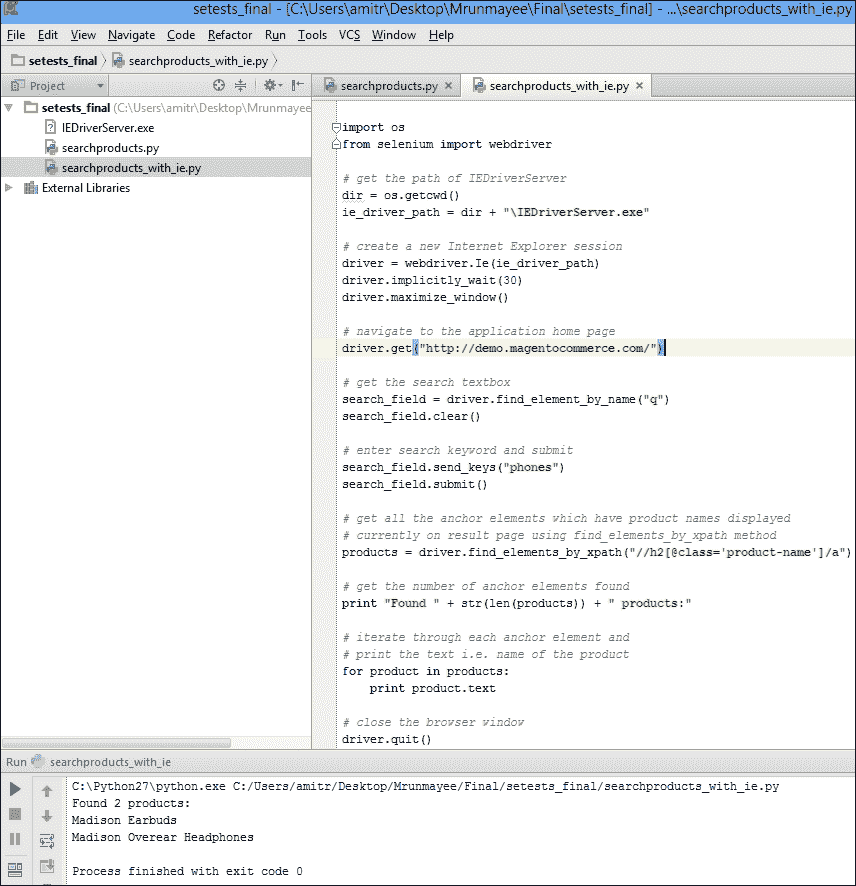 setests_final - [C:\Users\amitr\Desktop\Mrunmayee\Final\setests_final] - ...\searchproducts_with_ie.py
File Edit View Navigate Code Refactor Run Tools VCS Window Help
setests_final searchproducts_with_ie.py
Project
searchproducts.py searchproducts_with_ie.py
setests_final (C:\Users\amitr\Desktop\Mrunmayee
IEDriverServer.exe
searchproducts.py
searchproducts_with_ie.py
External Libraries
import os
from selenium import webdriver
# get the path of IEDriverServer
dir = os.getcwd()
ie_driver_path = dir + "\IEDriverServer.exe"
# create a new Internet Explorer session
driver = webdriver.Ie(ie_driver_path)
driver.implicitly_wait(30)
driver.maximize_window()
# navigate to the application home page
driver.get("http://demo.magentocommerce.com/")
# get the search textbox
search_field = driver.find_element_by_name("q")
search_field.clear()
# enter search keyword and submit
search_field.send_keys("phones")
search_field.submit()
# get all the anchor elements which have product names displayed
# currently on result page using find_elements_by_xpath method
products = driver.find_elements_by_xpath("//h2[@class='product-name']/a")
# get the number of anchor elements found
print "Found " + str(len(products)) + " products:"
# iterate through each anchor element and
# print the text i.e. name of the product
for product in products:
    print product.text
# close the browser window
driver.quit()
Run searchproducts_with_ie
C:\Python27\python.exe C:/Users/amitr/Desktop/Mrunmayee/Final/setests_final/searchproducts_with_ie.py
Found 2 products:
Madison Earbuds
Madison Overear Headphones
Process finished with exit code 0